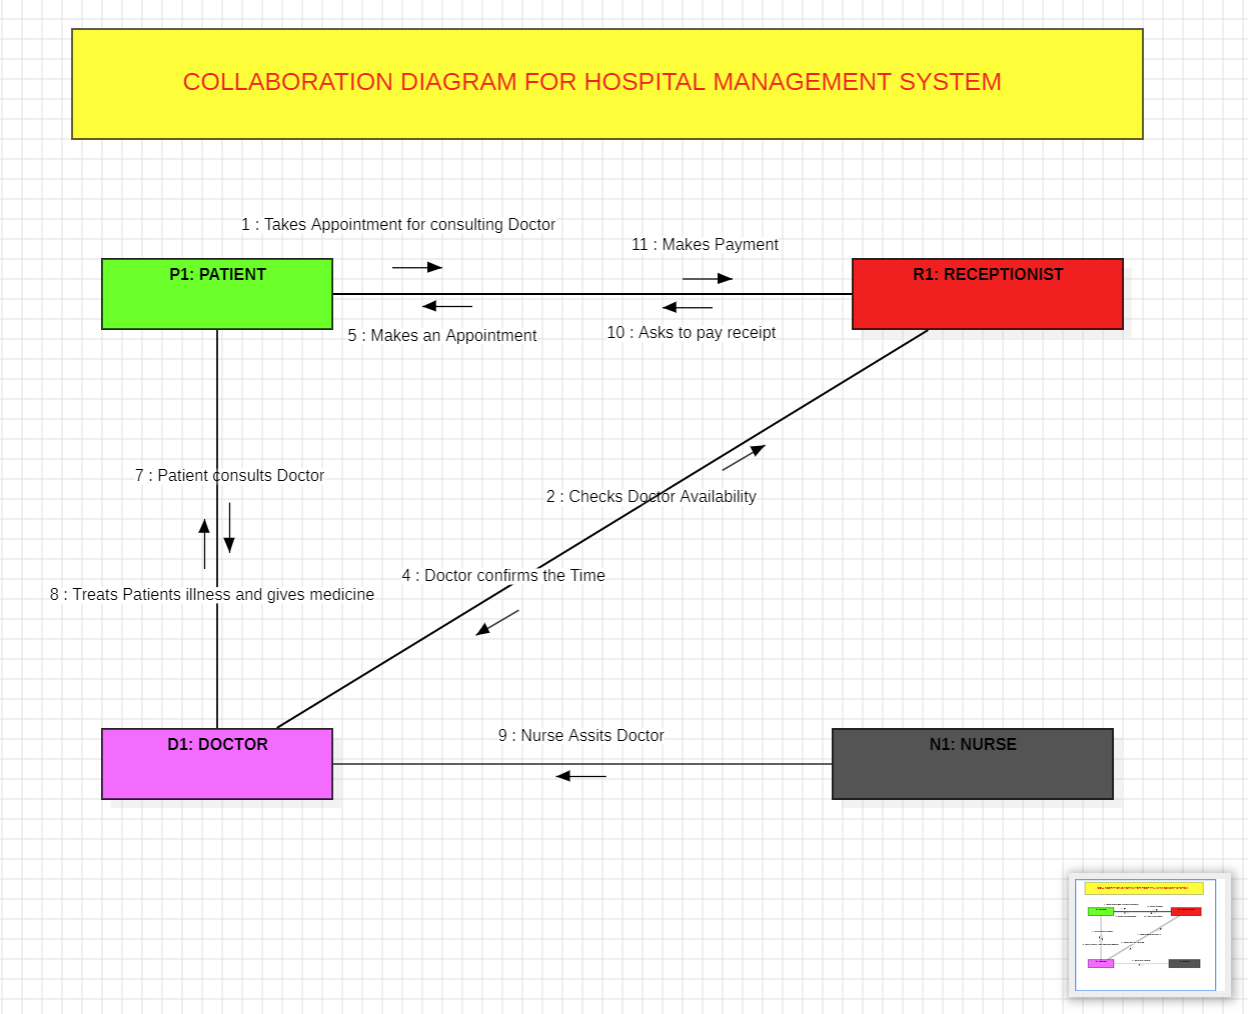 COLLABORATION DIAGRAM FOR HOSPITAL MANAGEMENT SYSTEM
1 : Takes Appointment for consulting Doctor
11 : Makes Payment
P1: PATIENT
R1: RECEPTIONIST
5 : Makes an Appointment
10 : Asks to pay receipt
7 : Patient consults Doctor
2 : Checks Doctor Availability
4 : Doctor confirms the Time
8 : Treats Patients illness and gives medicine
9 : Nurse Assits Doctor
D1: DOCTOR
N1: NURSE